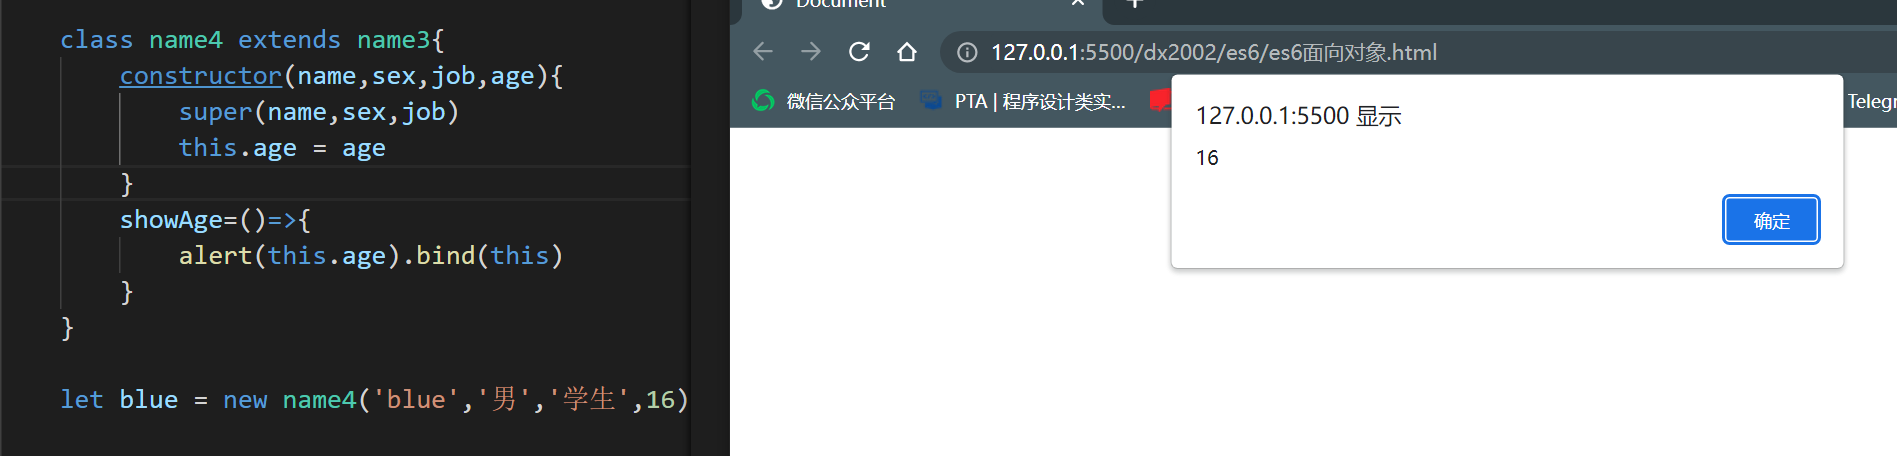 class name4 extends name3{
constructor(name,sex,job,age){
super(name,sex,job)
this.age = age
}
showAge=()=>{
alert(this.age).bind(this)
}
}
let blue = new name4('blue','男','学生',16)
Document
127.0.0.1:5500/dx2002/es6/es6面向对象.html
微信公众平台 PTA | 程序设计类实... Telegr
127.0.0.1:5500 显示
16
确定